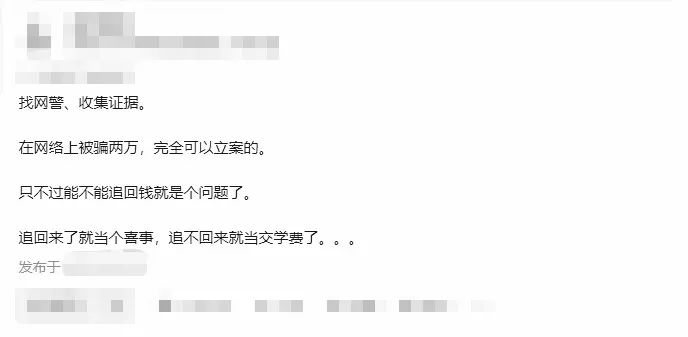 找网警、收集证据。
在网络上被骗两万，完全可以立案的。
只不过能不能追回钱就是个问题了。
追回来了就当个喜事，追不回来就当交学费了。。。
发布于